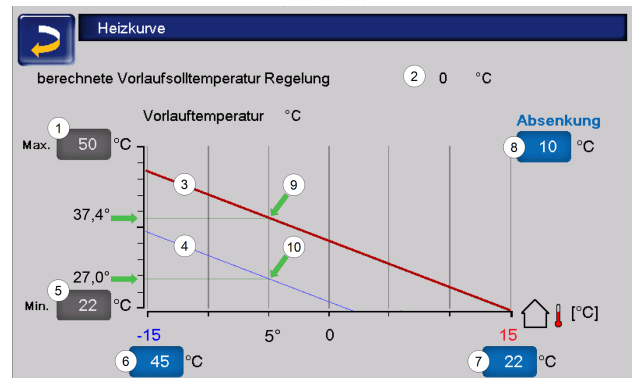 Heizkurve
berechnete Vorlaufsolltemperatur Regelung 2 0 °C
Vorlauftemperatur °C
Absenkung
1
Max. 50 °C
8 10 °C
3
9
37,4°
4
10
27,0°
5
Min. 22 °C
[°C]
-15 5° 0 15
6 45 °C
7 22 °C